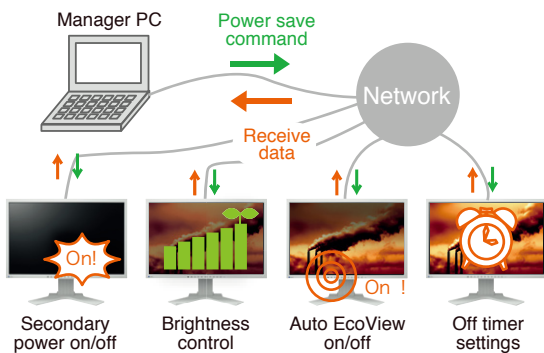 Manager PC
Power save
command
Network
Receive
data
On!
On !
Secondary
power on/off
Brightness
control
Auto EcoView
on/off
Off timer
settings